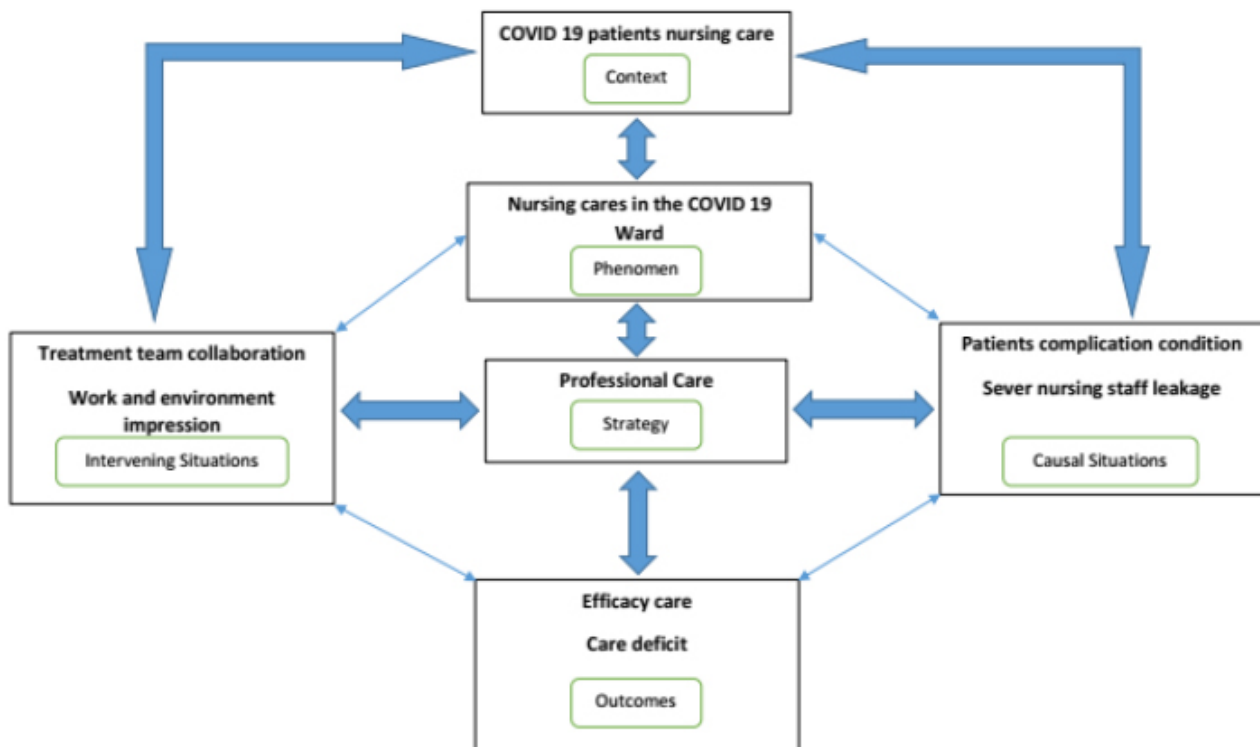 COVID 19 patients nursing care
Context
Nursing cares in the COVID 19
Ward
Phenomen
Treatment team collaboration
Work and environment
impression
Intervening Situations
Professional Care
Strategy
Patients complication condition
Sever nursing staff leakage
Causal Situations
Efficacy care
Care deficit
Outcomes